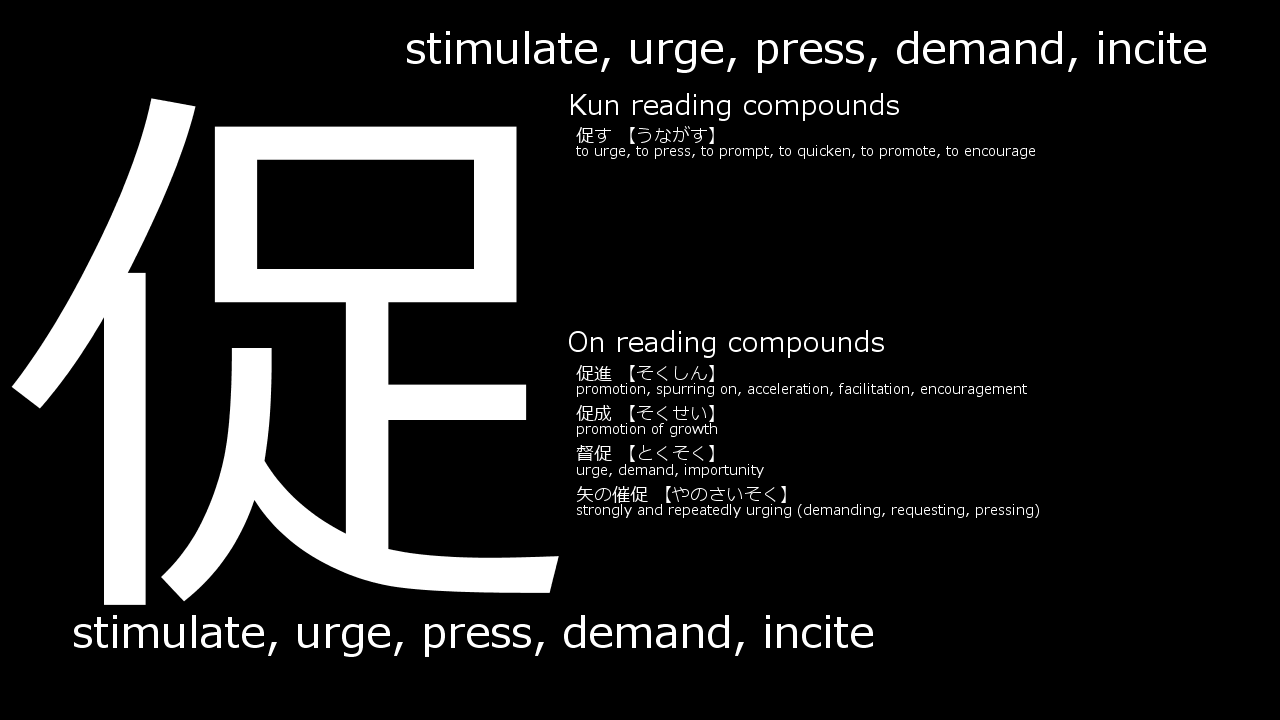 stimulate, urge, press, demand, incite
促
Kun reading compounds
促す 【うながす】
to urge, to press, to prompt, to quicken, to promote, to encourage
On reading compounds
促進 【そくしん】
promotion, spurring on, acceleration, facilitation, encouragement
促成 【そくせい】
promotion of growth
督促 【とくそく】
urge, demand, importunity
矢の催促 【やのさいそく】
strongly and repeatedly urging (demanding, requesting, pressing)
stimulate, urge, press, demand, incite